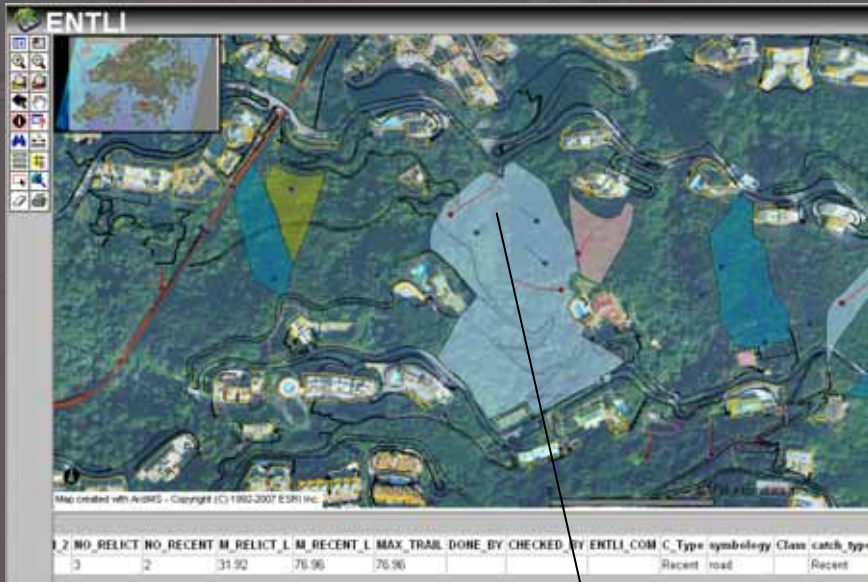 ENTLI
Map created with ArcIMS - Copyright (C) 1992-2007 ESRI Inc.
NO_RELICT NO_RECENT M_RELICT_L M_RECENT_L MAX_TRAIL DONE_BY CHECKED_BY ENTLI_COM C_Type symbology Class catch_type
3 2 31.92 76.96 76.96 Recent road Recent